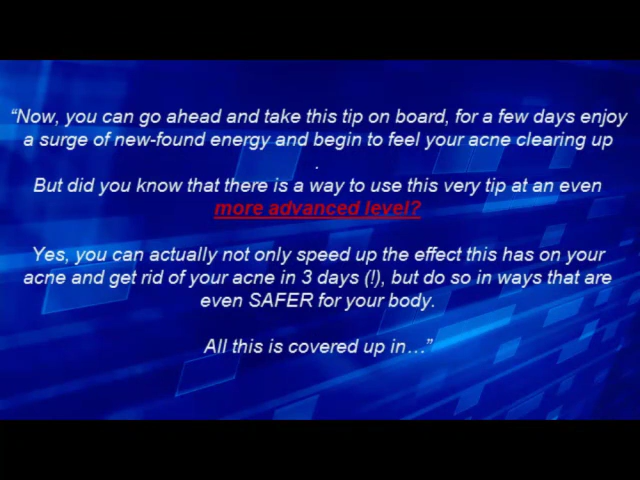 “Now, you can go ahead and take this tip on board, for a few days enjoy
a surge of new-found energy and begin to feel your acne clearing up
.
But did you know that there is a way to use this very tip at an even
more advanced level?
Yes, you can actually not only speed up the effect this has on your
acne and get rid of your acne in 3 days (!), but do so in ways that are
even SAFER for your body.
All this is covered up in…”